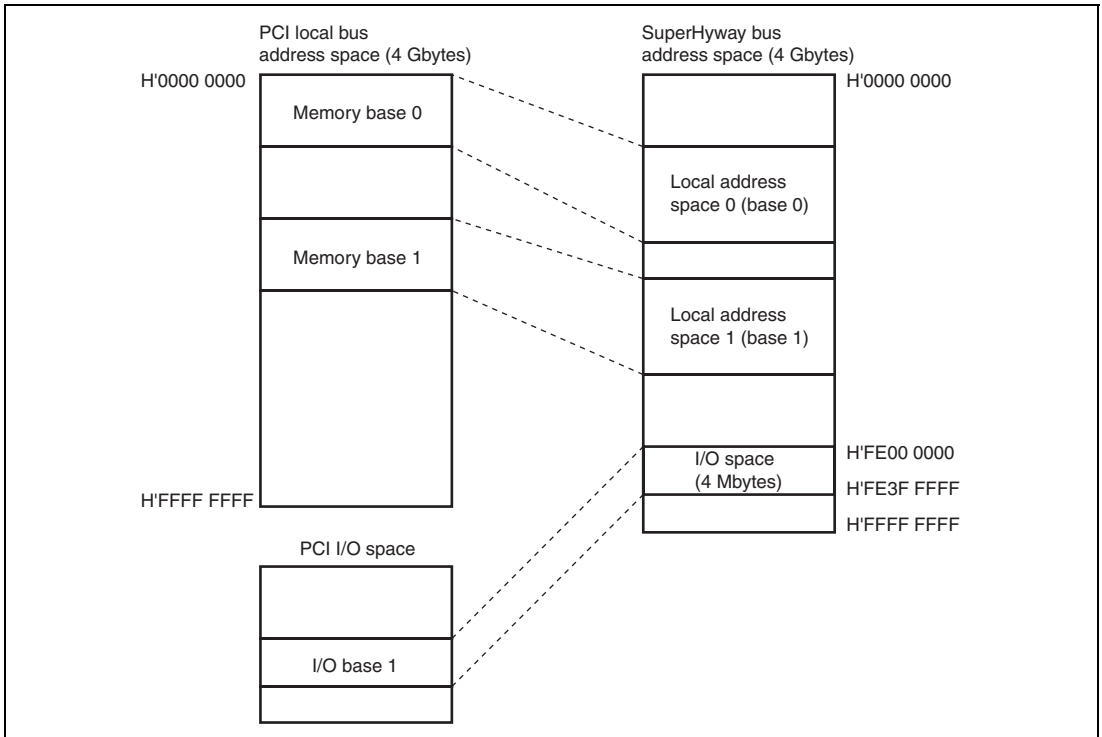 PCI local bus
address space (4 Gbytes)
H'0000 0000
Memory base 0
Memory base 1
H'FFFF FFFF
PCI I/O space
I/O base 1
SuperHyway bus
address space (4 Gbytes)
H'0000 0000
Local address
space 0 (base 0)
Local address
space 1 (base 1)
I/O space
(4 Mbytes)
H'FE00 0000
H'FE3F FFFF
H'FFFF FFFF